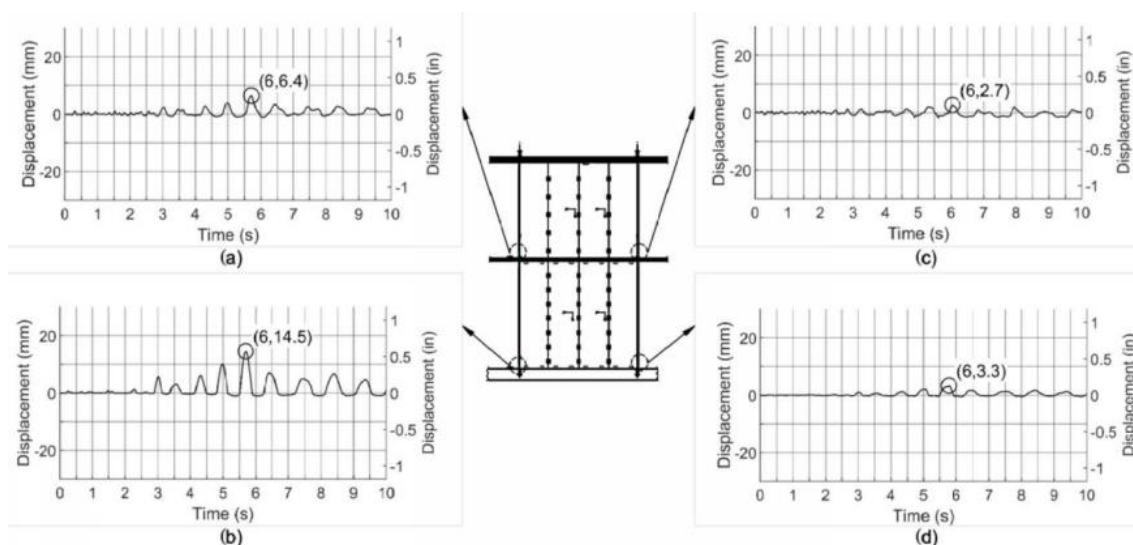 Displacement (mm)
20
0
-20
(6,6.4)
1
0.5
0
-0.5
-1
Displacement (in)
0 1 2 3 4 5 6 7 8 9 10
Time (s)
(a)
Displacement (mm)
20
0
-20
(6,2.7)
1
0.5
0
-0.5
-1
Displacement (in)
0 1 2 3 4 5 6 7 8 9 10
Time (s)
(c)
Displacement (mm)
20
0
-20
(6,14.5)
1
0.5
0
-0.5
-1
Displacement (in)
0 1 2 3 4 5 6 7 8 9 10
Time (s)
(b)
Displacement (mm)
20
0
-20
(6,3.3)
1
0.5
0
-0.5
-1
Displacement (in)
0 1 2 3 4 5 6 7 8 9 10
Time (s)
(d)